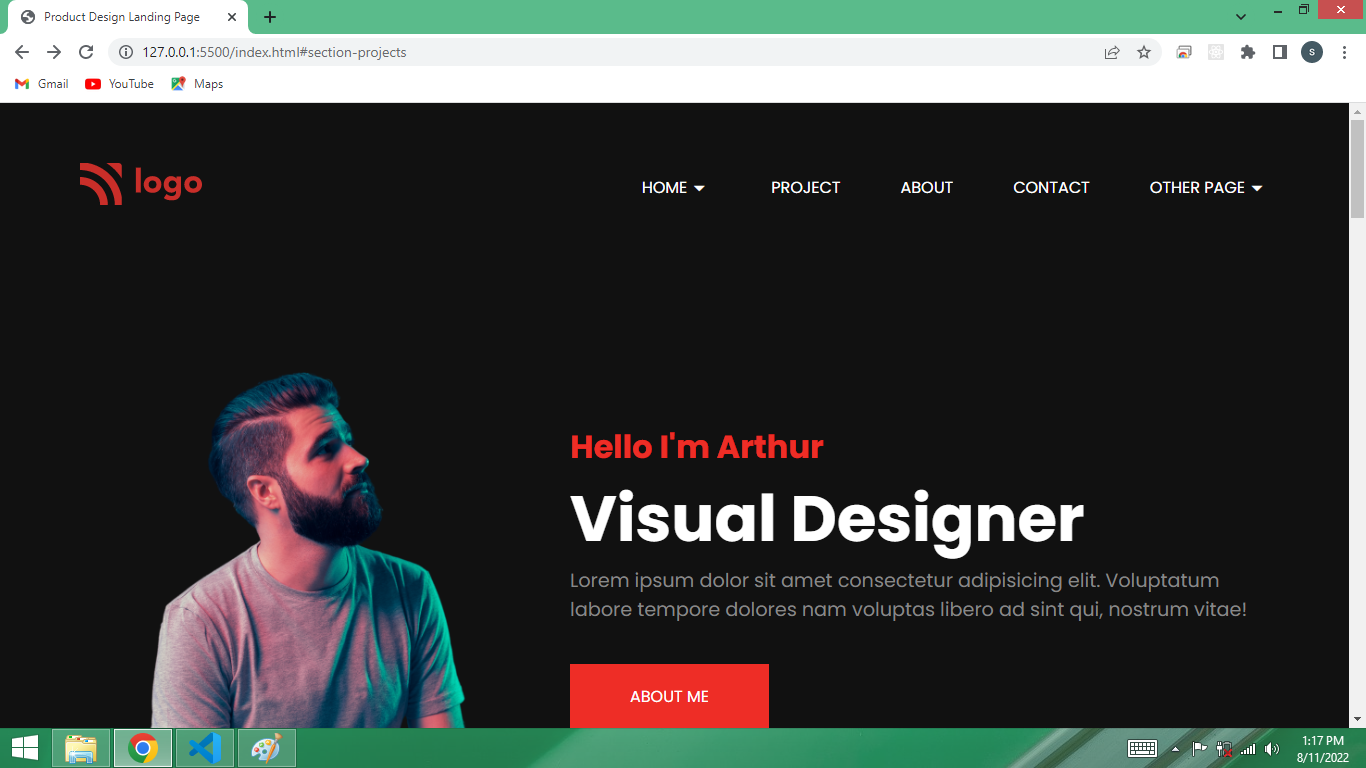 Product Design Landing Page
127.0.0.1:5500/index.html#section-projects
S
Gmail
YouTube
Maps
logo
HOME
PROJECT
ABOUT
CONTACT
OTHER PAGE
Hello I'm Arthur
Visual Designer
Lorem ipsum dolor sit amet consectetur adipisicing elit. Voluptatum
labore tempore dolores nam voluptas libero ad sint qui, nostrum vitae!
ABOUT ME
1:17 PM
8/11/2022